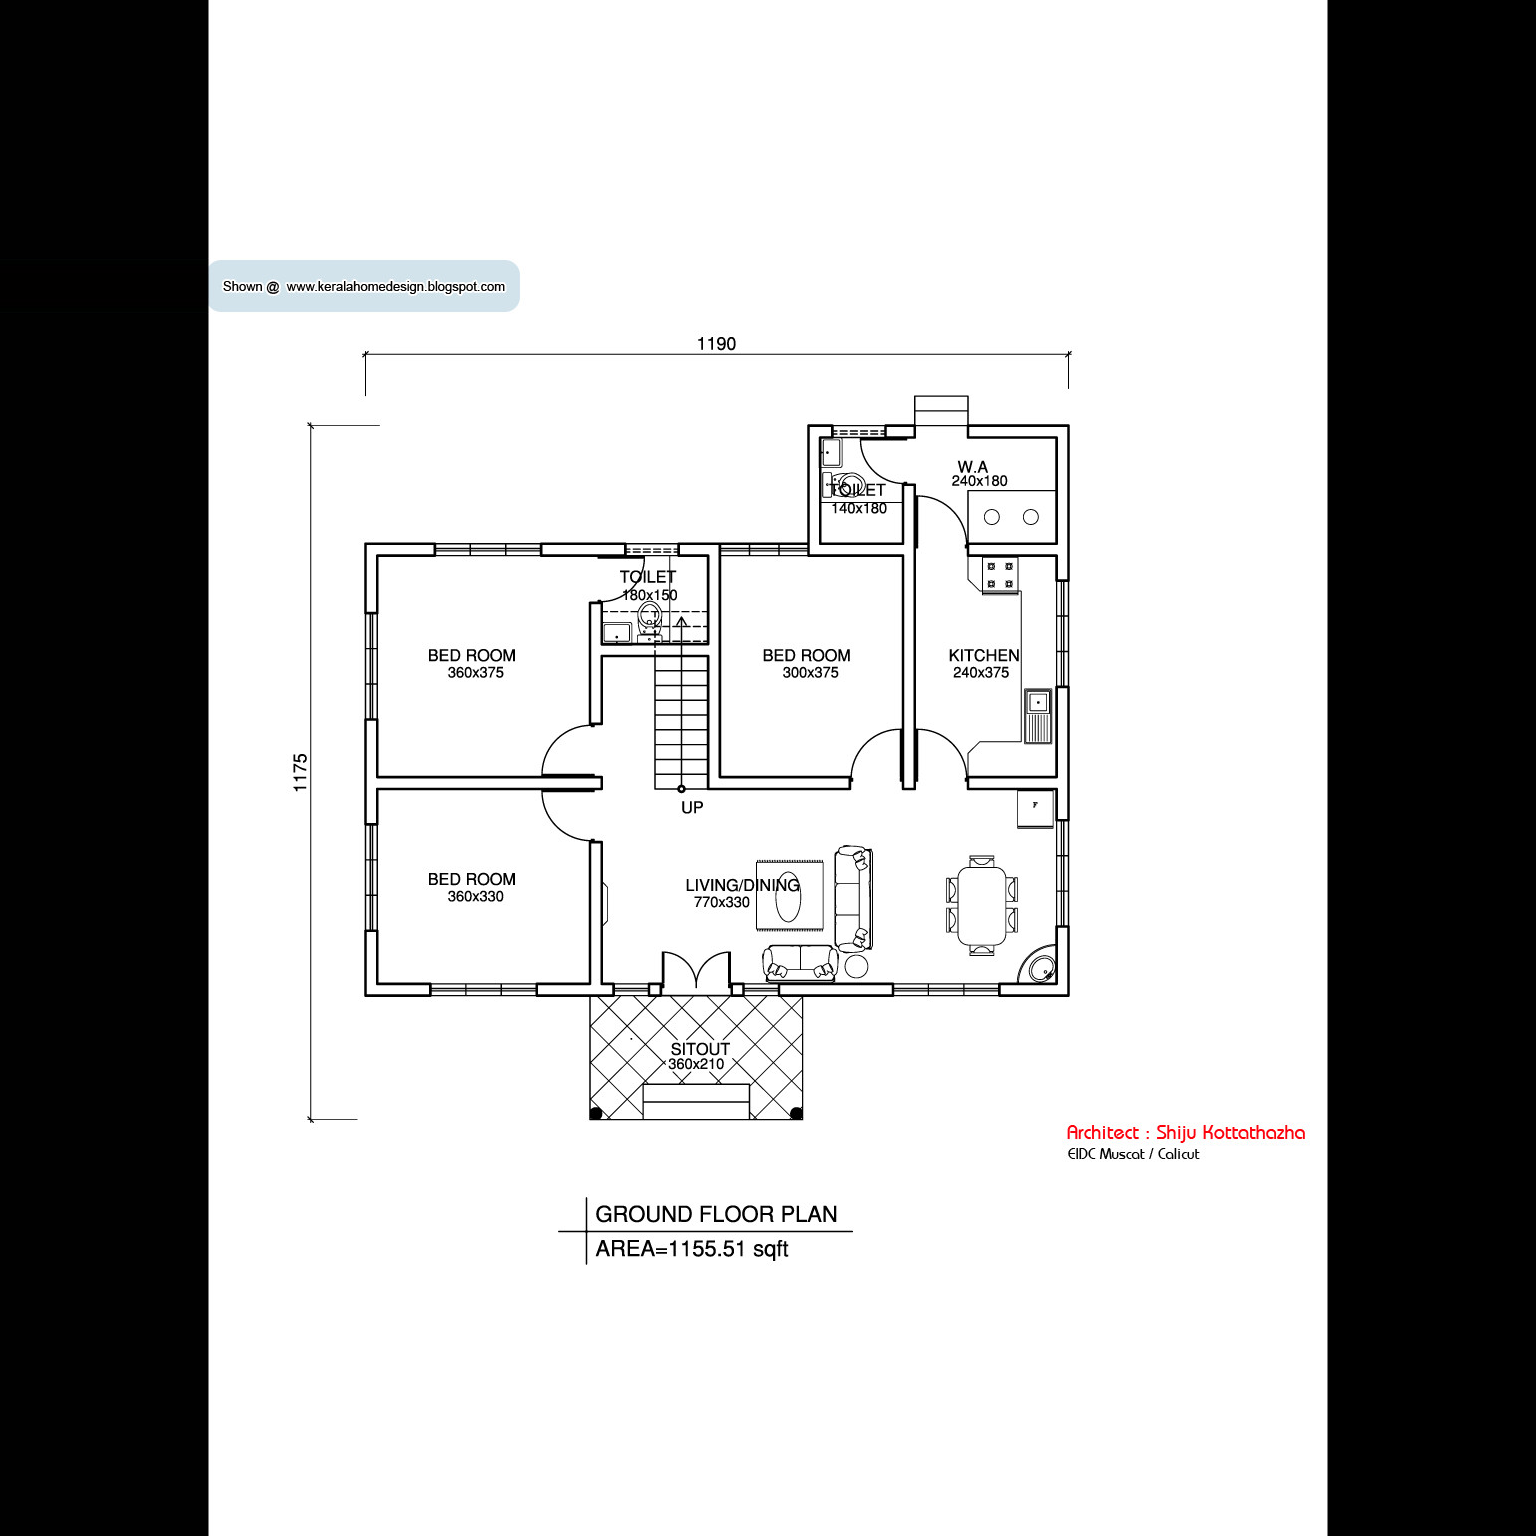 Shown @ www.keralahomedesign.blogspot.com
1190
W.A
240x180
TOILET
140x180
TOILET
180x150
BED ROOM
360x375
BED ROOM
300x375
KITCHEN
240x375
1175
UP
F
BED ROOM
360x330
LIVING/DINING
770x330
SITOUT
360x210
Architect : Shiju Kottathazha
EIDC Muscat / Calicut
GROUND FLOOR PLAN
AREA=1155.51 sqft